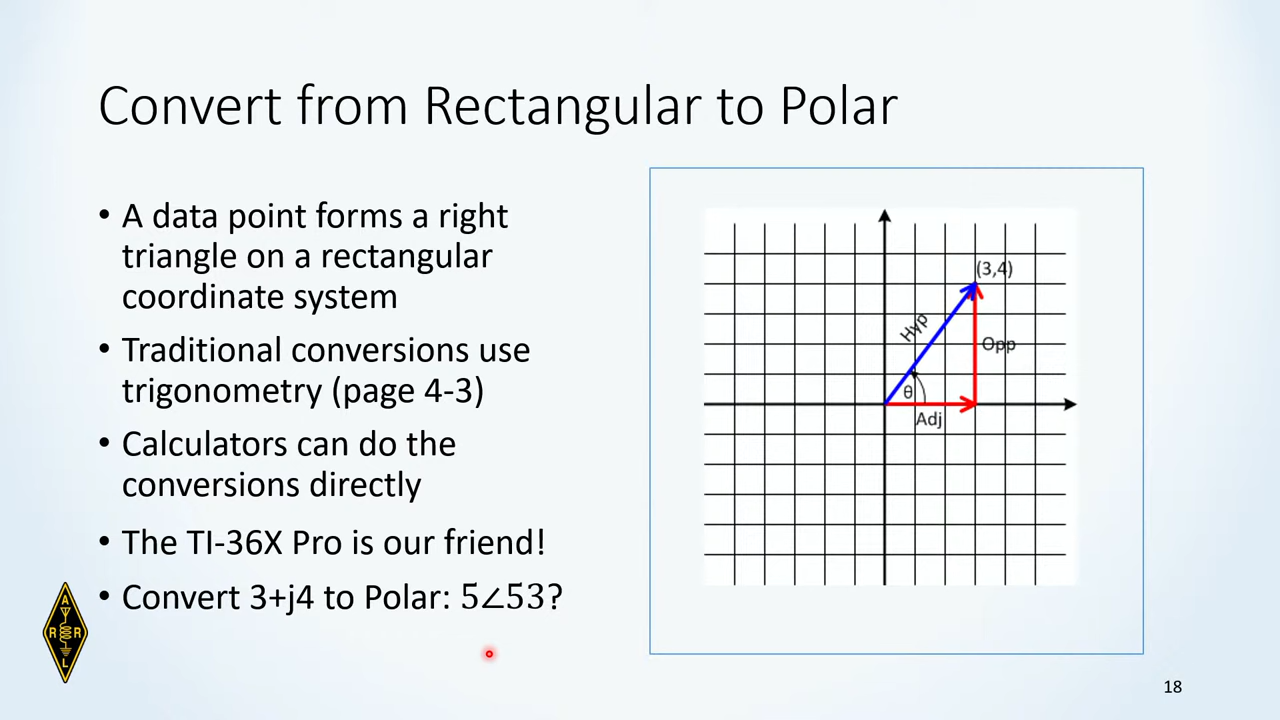 Convert from Rectangular to Polar
• A data point forms a right
triangle on a rectangular
coordinate system
• Traditional conversions use
trigonometry (page 4-3)
• Calculators can do the
conversions directly
• The TI-36X Pro is our friend!
• Convert 3+j4 to Polar: 5∠53?
(3,4)
Hyp
Opp
θ
Adj
A
R R
L
18